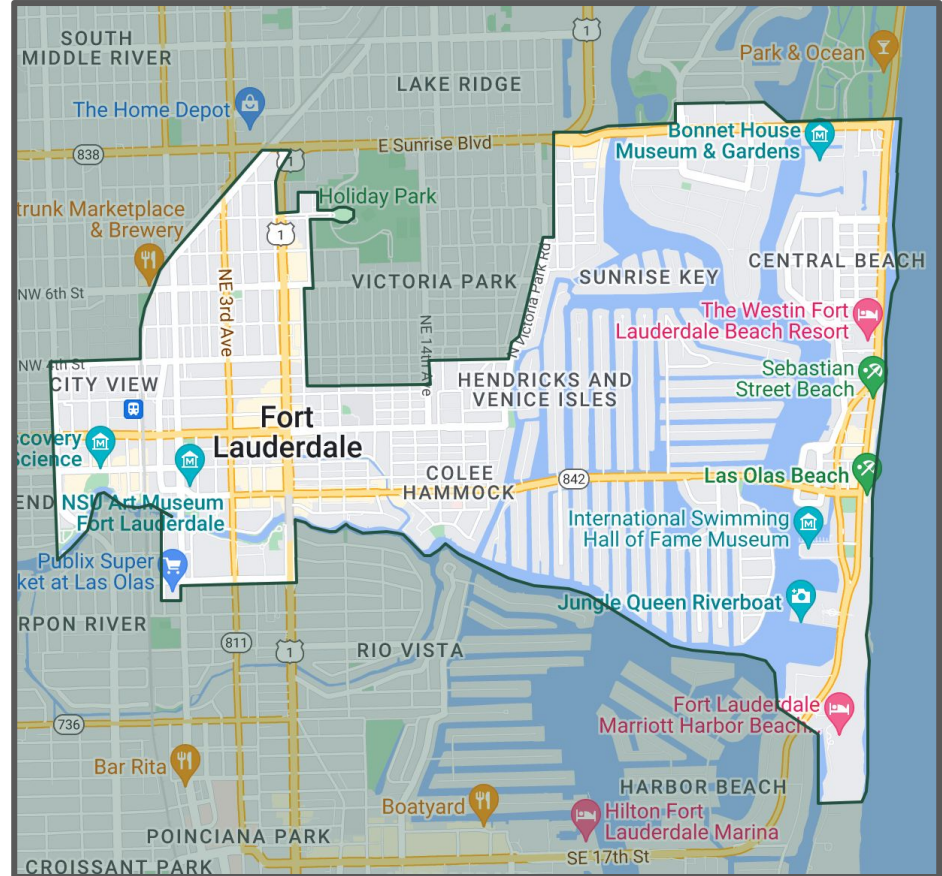 SOUTH
MIDDLE RIVER
1
Park & Ocean
LAKE RIDGE
The Home Depot
838
E Sunrise Blvd
Bonnet House
Museum & Gardens
1
Holiday Park
trunk Marketplace
& Brewery
1
NE 3rd Ave
VICTORIA PARK
N Victoria Park Rd
SUNRISE KEY
CENTRAL BEACH
NW 6th St
The Westin Fort
Lauderdale Beach Resort
NE 14th Ave
NW 4th St
CITY VIEW
Sebastian
Street Beach
HENDRICKS AND
VENICE ISLES
Fort
Lauderdale
scovery
Science
COLEE
HAMMOCK
842
Las Olas Beach
END
NSU Art Museum
Fort Lauderdale
International Swimming
Hall of Fame Museum
Publix Super
ket at Las Olas
Jungle Queen Riverboat
RPON RIVER
811
1
RIO VISTA
Fort Lauderdale
Marriott Harbor Beach...
736
Bar Rita
HARBOR BEACH
Boatyard
Hilton Fort
Lauderdale Marina
POINCIANA PARK
SE 17th St
CROISSANT PARK